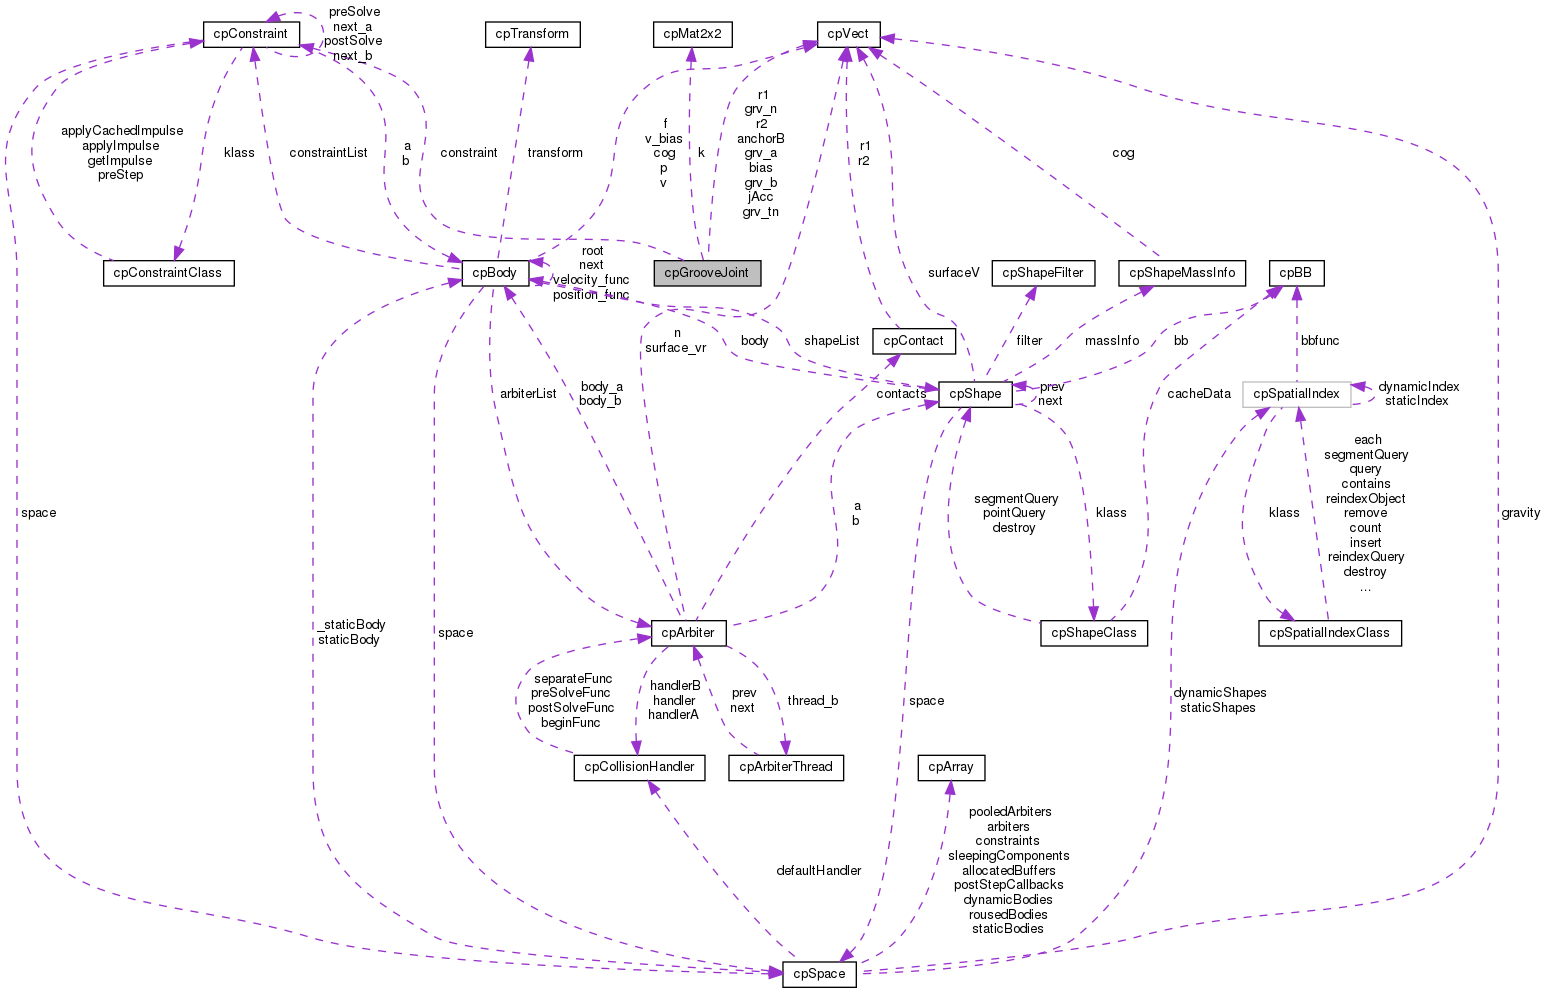 preSolve
next_a
postSolve
next_b
cpConstraint
cpTransform
cpMat2x2
cpVect
applyCachedImpulse
applyImpulse
getImpulse
preStep
klass
constraintList
a
b
constraint
transform
f
v_bias
cog
p
v
k
r1
grv_n
r2
anchorB
grv_a
bias
grv_b
jAcc
grv_tn
r1
r2
cog
cpConstraintClass
cpBody
root
next
velocity_func
position_func
cpGrooveJoint
surfaceV
cpShapeFilter
cpShapeMassInfo
cpBB
n
surface_vr
body
shapeList
cpContact
filter
massInfo
bb
bbfunc
arbiterList
body_a
body_b
contacts
cpShape
prev
next
cacheData
cpSpatialIndex
dynamicIndex
staticIndex
space
a
b
segmentQuery
pointQuery
destroy
klass
klass
each
segmentQuery
query
contains
reindexObject
remove
count
insert
reindexQuery
destroy
...
gravity
_staticBody
staticBody
space
cpArbiter
cpShapeClass
cpSpatialIndexClass
separateFunc
preSolveFunc
postSolveFunc
beginFunc
handlerB
handler
handlerA
prev
next
thread_b
space
dynamicShapes
staticShapes
cpCollisionHandler
cpArbiterThread
cpArray
defaultHandler
pooledArbiters
arbiters
constraints
sleepingComponents
allocatedBuffers
postStepCallbacks
dynamicBodies
rousedBodies
staticBodies
cpSpace